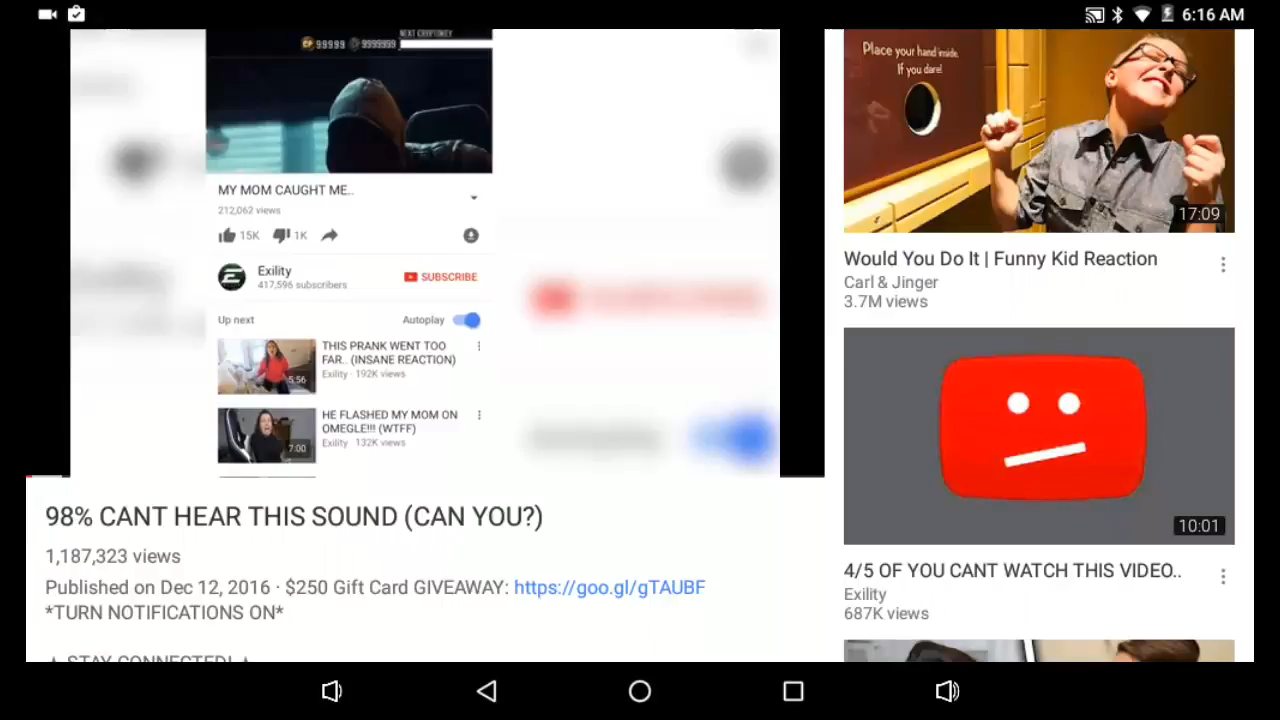 6:16 AM
99999 9999999 NEXT CRYPTOKEY
MY MOM CAUGHT ME..
212,062 views
15K 1K
Exility
417,596 subscribers
SUBSCRIBE
Up next Autoplay
THIS PRANK WENT TOO
FAR.. (INSANE REACTION)
Exility · 192K views
5:56
HE FLASHED MY MOM ON
OMEGLE!!! (WTFF)
Exility · 132K views
7:00
98% CANT HEAR THIS SOUND (CAN YOU?)
1,187,323 views
Published on Dec 12, 2016 · $250 Gift Card GIVEAWAY: https://goo.gl/gTAUBF
*TURN NOTIFICATIONS ON*
STAY CONNECTED!
Place your hand inside,
If you dare!
17:09
Would You Do It | Funny Kid Reaction
Carl & Jinger
3.7M views
10:01
4/5 OF YOU CANT WATCH THIS VIDEO..
Exility
687K views